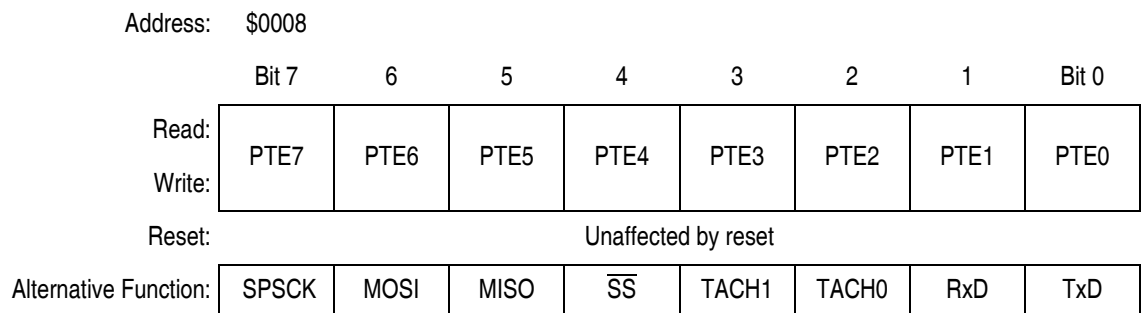 Address: $0008
Bit 7 6 5 4 3 2 1 Bit 0
Read:
PTE7 PTE6 PTE5 PTE4 PTE3 PTE2 PTE1 PTE0
Write:
Reset: Unaffected by reset
Alternative Function: SPSCK MOSI MISO S̅S̅ TACH1 TACH0 RxD TxD